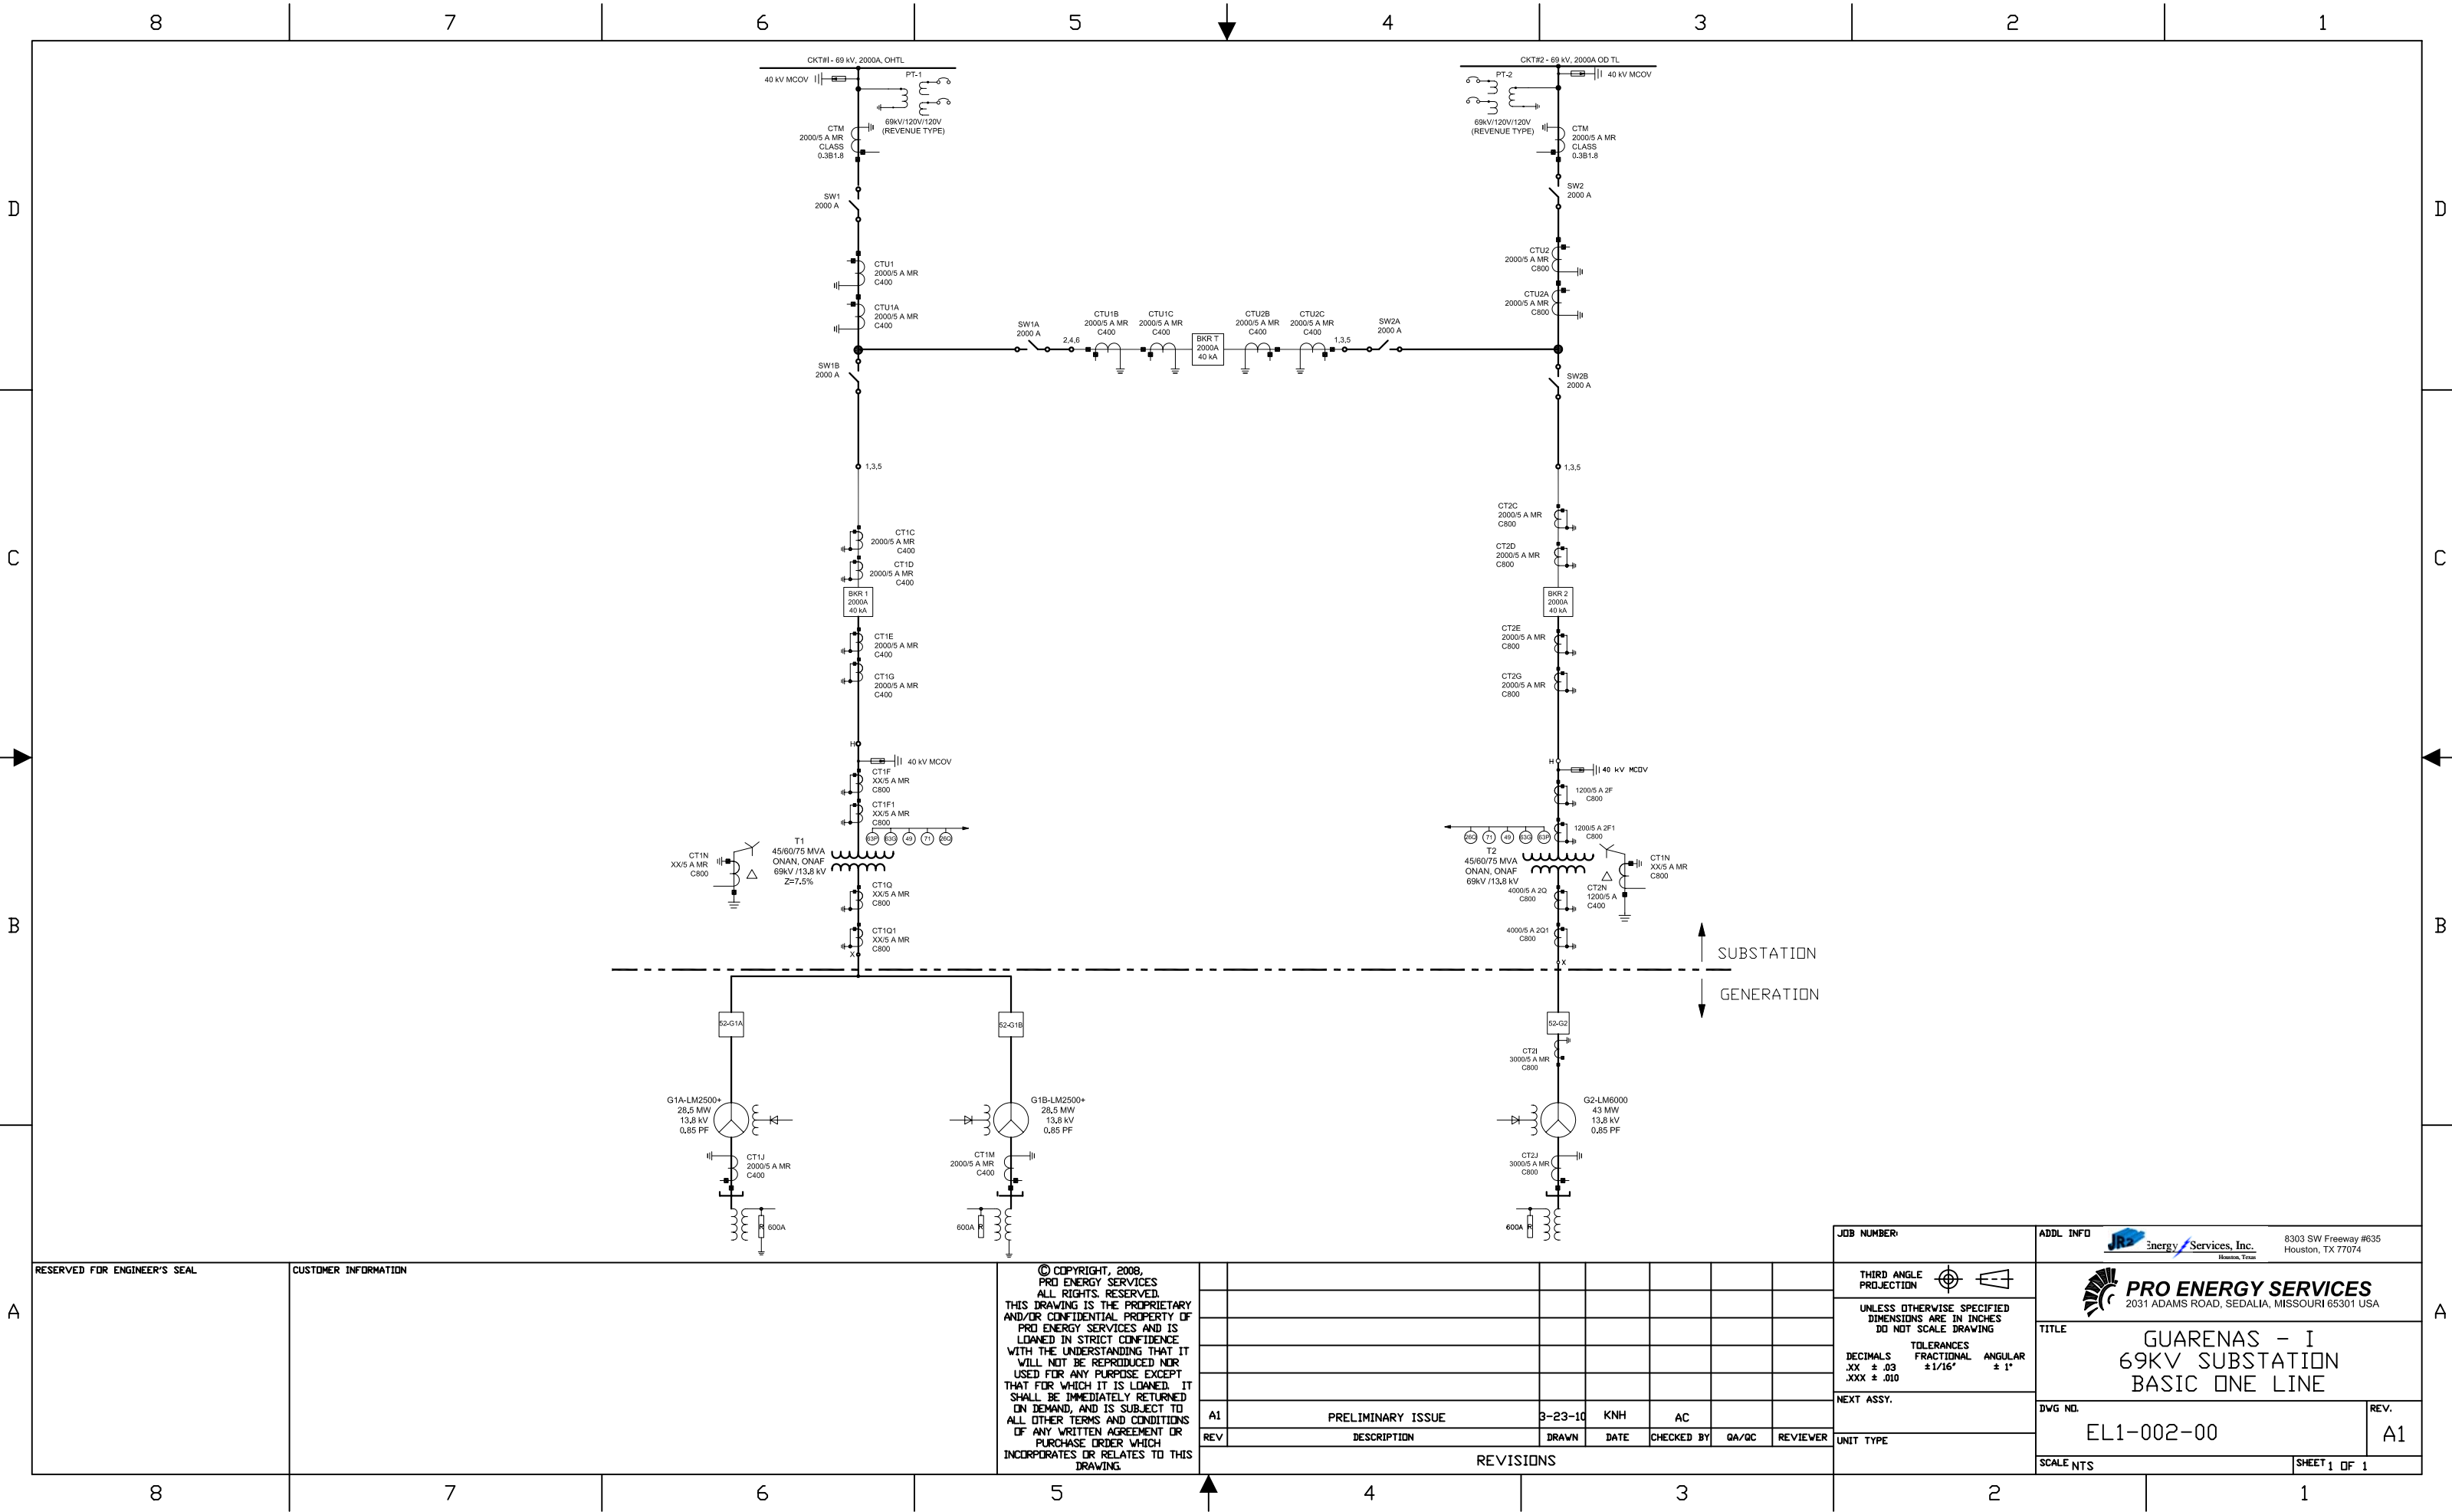 8 7 6 5 4 3 2 1
D
D
C
C
B
B
A
A
CKT#I - 69 kV, 2000A, OHTL
40 kV MCOV
PT-1
69kV/120V/120V
(REVENUE TYPE)
CTM
2000/5 A MR
CLASS
0.3B1.8
SW1
2000 A
CTU1
2000/5 A MR
C400
CTU1A
2000/5 A MR
C400
SW1B
2000 A
SW1A
2000 A
2,4,6
CTU1B
2000/5 A MR
C400
CTU1C
2000/5 A MR
C400
BKR T
2000A
40 kA
CTU2B
2000/5 A MR
C400
CTU2C
2000/5 A MR
C400
1,3,5
SW2A
2000 A
CKT#2 - 69 kV, 2000A OD TL
PT-2
40 kV MCOV
69kV/120V/120V
(REVENUE TYPE)
CTM
2000/5 A MR
CLASS
0.3B1.8
SW2
2000 A
CTU2
2000/5 A MR
C800
CTU2A
2000/5 A MR
C800
SW2B
2000 A
1,3,5
CT1C
2000/5 A MR
C400
CT1D
2000/5 A MR
C400
BKR 1
2000A
40 kA
CT1E
2000/5 A MR
C400
CT1G
2000/5 A MR
C400
H
40 kV MCOV
CT1F
XX/5 A MR
C800
CT1F1
XX/5 A MR
C800
63P 63G 49 71 26Q
T1
45/60/75 MVA
ONAN, ONAF
69kV /13.8 kV
Z=7.5%
CT1N
XX/5 A MR
C800
CT1Q
XX/5 A MR
C800
CT1Q1
XX/5 A MR
C800
X
1,3,5
CT2C
2000/5 A MR
C800
CT2D
2000/5 A MR
C800
BKR 2
2000A
40 kA
CT2E
2000/5 A MR
C800
CT2G
2000/5 A MR
C800
H
40 kV MCOV
1200/5 A 2F
C800
1200/5 A 2F1
C800
26Q 71 49 63G 63P
T2
45/60/75 MVA
ONAN, ONAF
69kV /13.8 kV
CT1N
XX/5 A MR
C800
CT2N
1200/5 A
C400
4000/5 A 2Q
C800
4000/5 A 2Q1
C800
X
SUBSTATION
GENERATION
52-G1A
52-G1B
52-G2
CT2I
3000/5 A MR
C800
G1A-LM2500+
28.5 MW
13.8 kV
0.85 PF
G1B-LM2500+
28.5 MW
13.8 kV
0.85 PF
G2-LM6000
43 MW
13.8 kV
0.85 PF
CT1J
2000/5 A MR
C400
CT1M
2000/5 A MR
C400
CT2J
3000/5 A MR
C800
R 600A
600A R
600A R
RESERVED FOR ENGINEER'S SEAL
CUSTOMER INFORMATION
© COPYRIGHT, 2008,
PRO ENERGY SERVICES
ALL RIGHTS. RESERVED.
THIS DRAWING IS THE PROPRIETARY
AND/OR CONFIDENTIAL PROPERTY OF
PRO ENERGY SERVICES AND IS
LOANED IN STRICT CONFIDENCE
WITH THE UNDERSTANDING THAT IT
WILL NOT BE REPRODUCED NOR
USED FOR ANY PURPOSE EXCEPT
THAT FOR WHICH IT IS LOANED. IT
SHALL BE IMMEDIATELY RETURNED
ON DEMAND, AND IS SUBJECT TO
ALL OTHER TERMS AND CONDITIONS
OF ANY WRITTEN AGREEMENT OR
PURCHASE ORDER WHICH
INCORPORATES OR RELATES TO THIS
DRAWING.
A1 PRELIMINARY ISSUE 3-23-10 KNH AC
REV DESCRIPTION DRAWN DATE CHECKED BY QA/QC REVIEWER
REVISIONS
JOB NUMBER:
THIRD ANGLE
PROJECTION
UNLESS OTHERWISE SPECIFIED
DIMENSIONS ARE IN INCHES
DO NOT SCALE DRAWING
TOLERANCES
DECIMALS FRACTIONAL ANGULAR
.XX ± .03 ±1/16" ± 1°
.XXX ± .010
NEXT ASSY.
UNIT TYPE
ADDL INFO
JR2 Energy Services, Inc.
Houston, Texas
8303 SW Freeway #635
Houston, TX 77074
PRO ENERGY SERVICES
2031 ADAMS ROAD, SEDALIA, MISSOURI 65301 USA
TITLE
GUARENAS - I
69KV SUBSTATION
BASIC ONE LINE
DWG NO.
EL1-002-00
REV.
A1
SCALE NTS
SHEET 1 OF 1
8 7 6 5 4 3 2 1